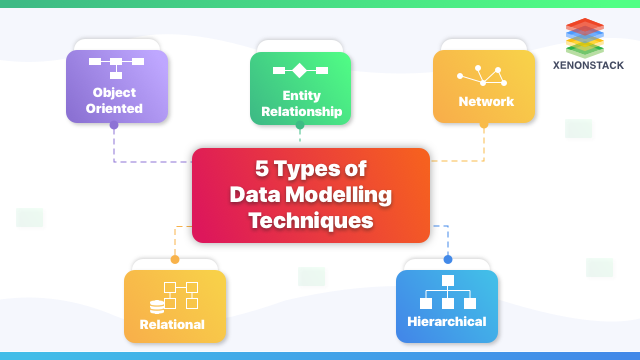 XENONSTACK
Object
Oriented
Entity
Relationship
Network
5 Types of
Data Modelling
Techniques
Relational
Hierarchical